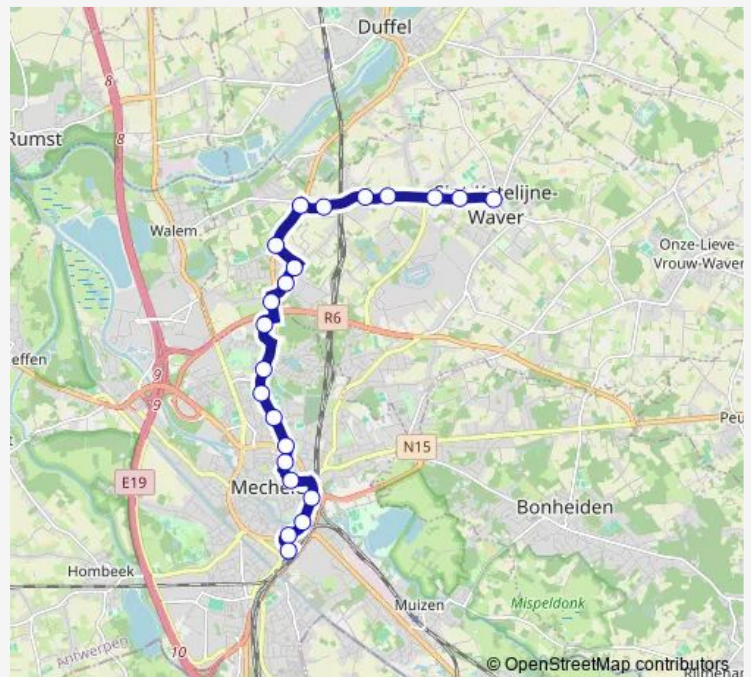 Duffel
8
8
Rumst
Sint-Katelijne-
Waver
Walem
Onze-Lieve-
Vrouw-Waver
R6
effen
9
9
Peu
N15
E19
Bonheiden
Hombeek
Muizen
Mispeldonk
Antwerpen
10
© OpenStreetMap contributors